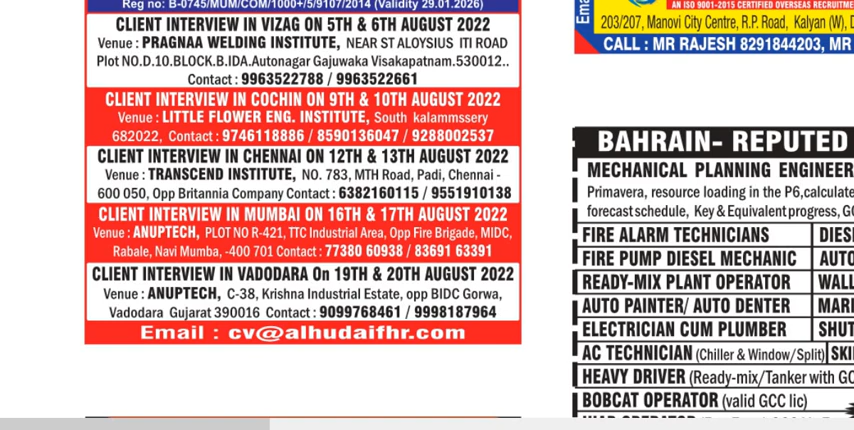 Reg no: B-0745/MUM/COM/1000+/5/9107/2014 (Validity 29.01.2026)
CLIENT INTERVIEW IN VIZAG ON 5TH & 6TH AUGUST 2022
Venue : PRAGNAA WELDING INSTITUTE, NEAR ST ALOYSIUS ITI ROAD
Plot NO.D.10.BLOCK.B.IDA.Autonagar Gajuwaka Visakapatnam.530012..
Contact : 9963522788 / 9963522661
CLIENT INTERVIEW IN COCHIN ON 9TH & 10TH AUGUST 2022
Venue : LITTLE FLOWER ENG. INSTITUTE, South kalammssery
682022, Contact : 9746118886 / 8590136047 / 9288002537
CLIENT INTERVIEW IN CHENNAI ON 12TH & 13TH AUGUST 2022
Venue : TRANSCEND INSTITUTE, NO. 783, MTH Road, Padi, Chennai -
600 050, Opp Britannia Company Contact : 6382160115 / 9551910138
CLIENT INTERVIEW IN MUMBAI ON 16TH & 17TH AUGUST 2022
Venue : ANUPTECH, PLOT NO R-421, TTC Industrial Area, Opp Fire Brigade, MIDC,
Rabale, Navi Mumba, -400 701 Contact : 77380 60938 / 83691 63391
CLIENT INTERVIEW IN VADODARA On 19TH & 20TH AUGUST 2022
Venue : ANUPTECH, C-38, Krishna Industrial Estate, opp BIDC Gorwa,
Vadodara Gujarat 390016 Contact : 9099768461 / 9998187964
Email : cv@alhudaifhr.com
Ema
AN ISO 9001-2015 CERTIFIED OVERSEAS RECRUITME
203/207, Manovi City Centre, R.P. Road, Kalyan (W), D
CALL : MR RAJESH 8291844203, MR
BAHRAIN- REPUTED
MECHANICAL PLANNING ENGINEER
Primavera, resource loading in the P6,calculate
forecast schedule, Key & Equivalent progress, G
FIRE ALARM TECHNICIANS DIES
FIRE PUMP DIESEL MECHANIC AUTO
READY-MIX PLANT OPERATOR WALL
AUTO PAINTER/ AUTO DENTER MAR
ELECTRICIAN CUM PLUMBER SHUT
AC TECHNICIAN (Chiller & Window/Split) SKI
HEAVY DRIVER (Ready-mix/Tanker with GC
BOBCAT OPERATOR (valid GCC lic)